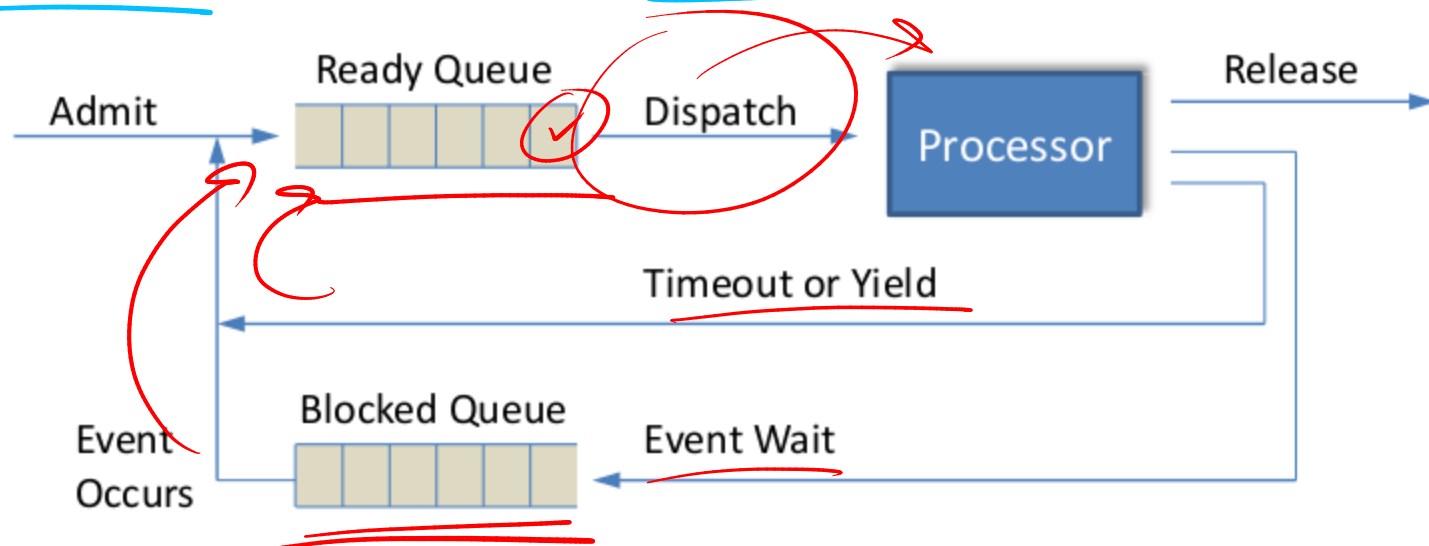 Ready Queue
Release
Admit
Dispatch
Processor
Timeout or Yield
Blocked Queue
Event
Occurs
Event Wait